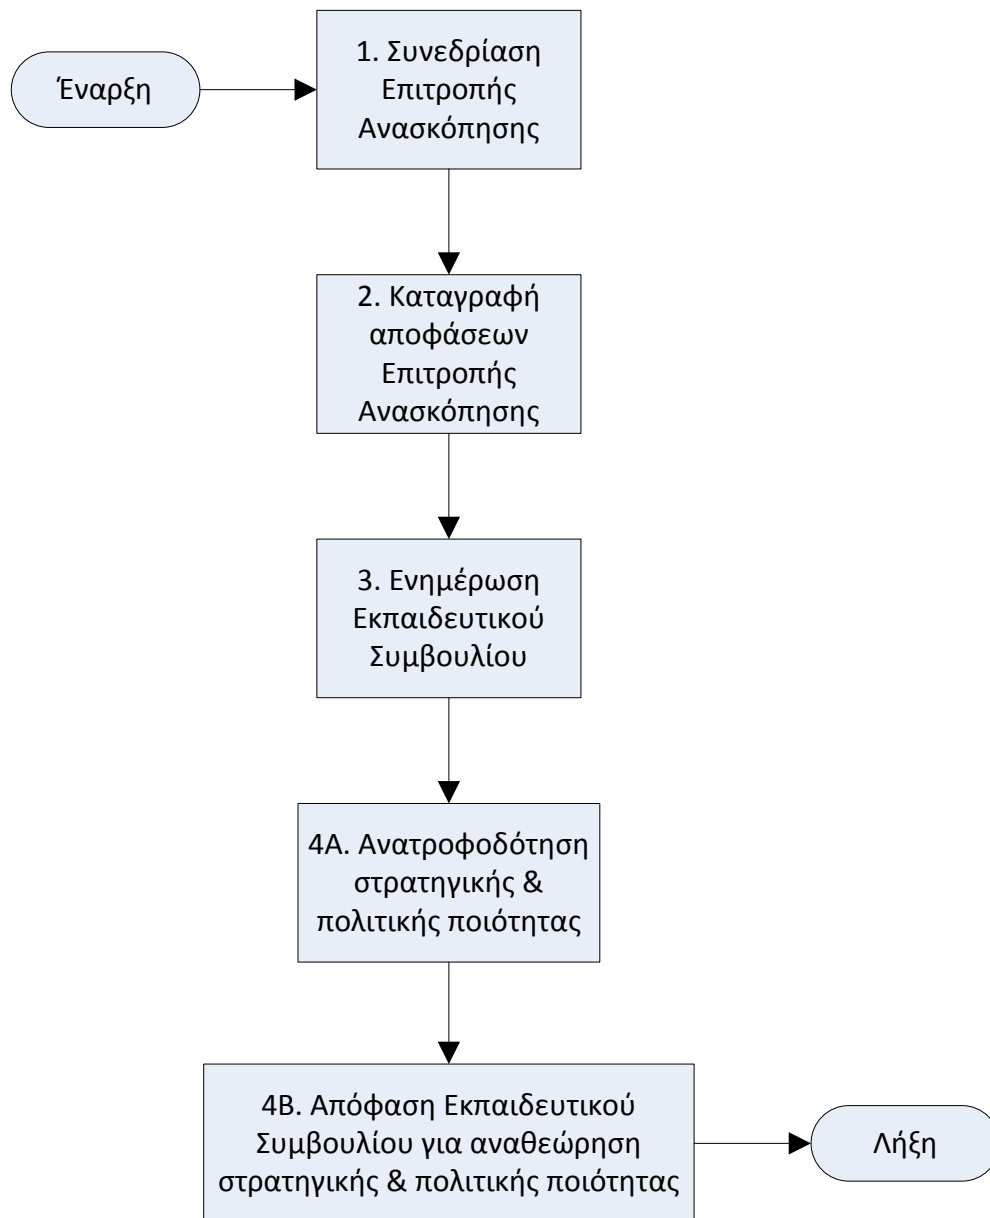 Έναρξη
1. Συνεδρίαση
Επιτροπής
Ανασκόπησης
2. Καταγραφή
αποφάσεων
Επιτροπής
Ανασκόπησης
3. Ενημέρωση
Εκπαιδευτικού
Συμβουλίου
4Α. Ανατροφοδότηση
στρατηγικής &
πολιτικής ποιότητας
4Β. Απόφαση Εκπαιδευτικού
Συμβουλίου για αναθεώρηση
στρατηγικής & πολιτικής ποιότητας
Λήξη